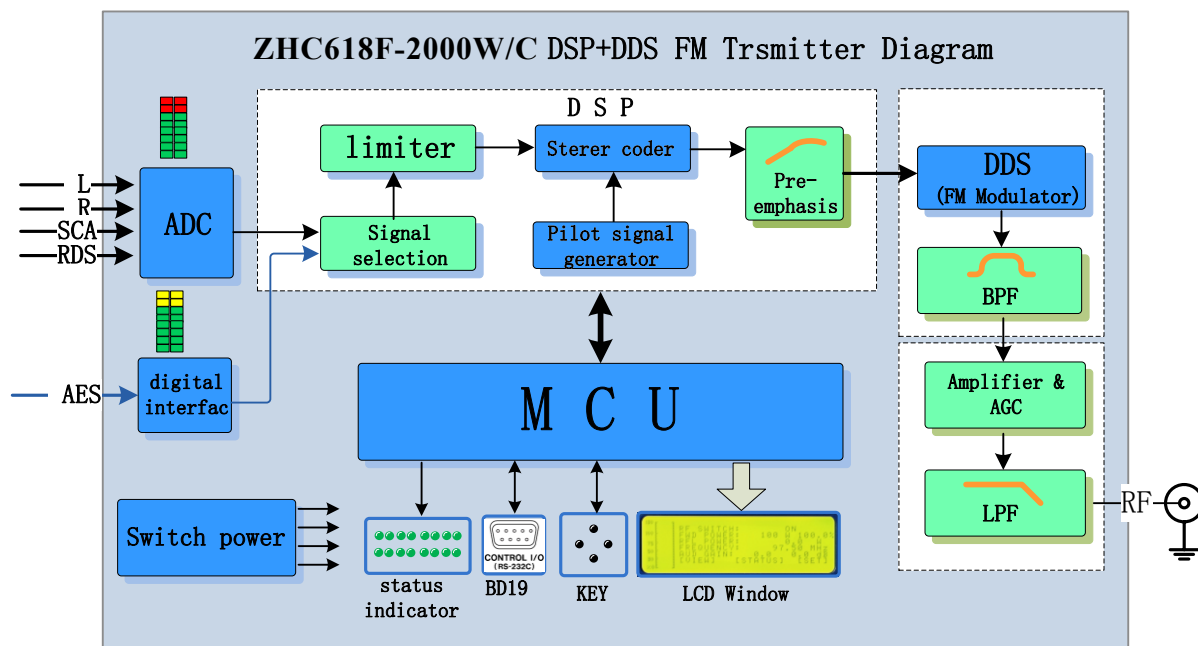 ZHC618F-2000W/C DSP+DDS FM Trsmitter Diagram
DSP
limiter
Sterer coder
Pre-
emphasis
DDS
(FM Modulator)
L
R
SCA
RDS
ADC
Signal
selection
Pilot signal
generator
BPF
AES
digital
interfac
MCU
Amplifier &
AGC
LPF
RF
Switch power
CONTROL I/O
(RS-232C)
status
indicator
BD19
KEY
LCD Window